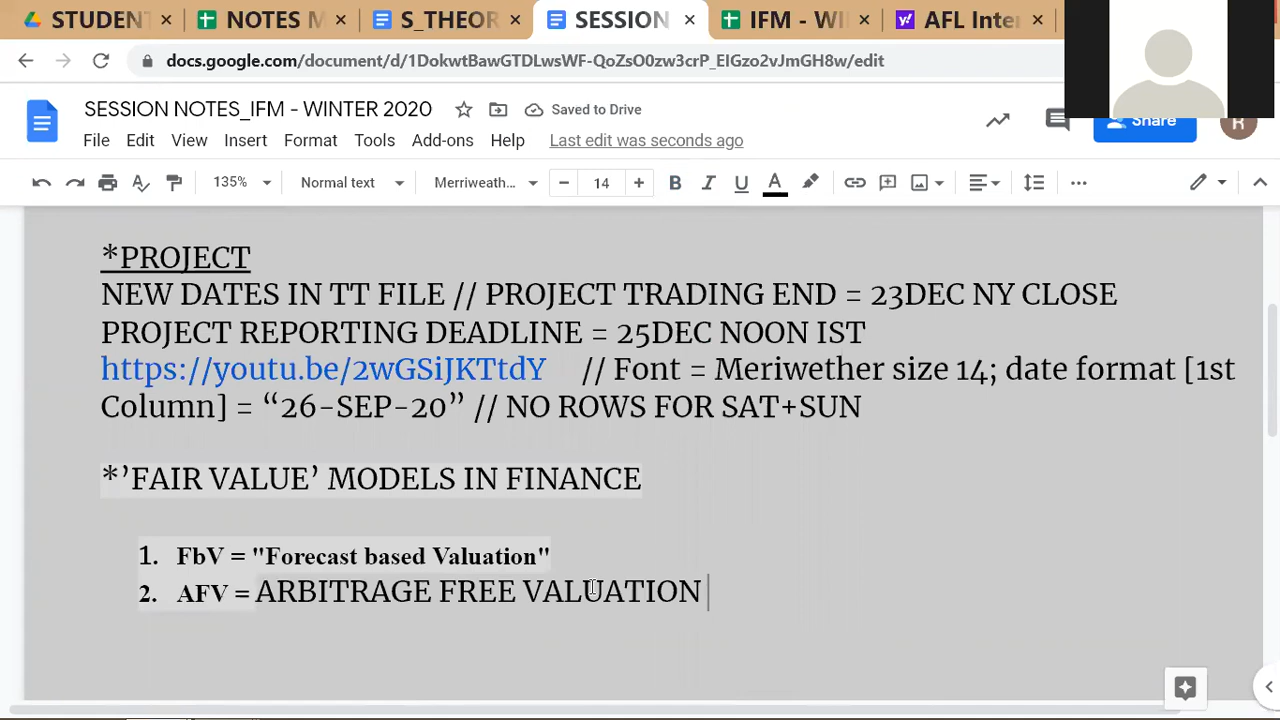 STUDENT
NOTES M
S_THEOR
SESSION
IFM - WI
AFL Inte
docs.google.com/document/d/1DokwtBawGTDLwsWF-QoZsO0zw3crP_EIGzo2vJmGH8w/edit
SESSION NOTES_IFM - WINTER 2020
Saved to Drive
File Edit View Insert Format Tools Add-ons Help Last edit was seconds ago
Share
R
135% Normal text Merriweath... – 14 + B I U A
*PROJECT
NEW DATES IN TT FILE // PROJECT TRADING END = 23DEC NY CLOSE
PROJECT REPORTING DEADLINE = 25DEC NOON IST
https://youtu.be/2wGSiJKTtdY // Font = Meriwether size 14; date format [1st
Column] = “26-SEP-20” // NO ROWS FOR SAT+SUN
*’FAIR VALUE’ MODELS IN FINANCE
1. FbV = "Forecast based Valuation"
2. AFV = ARBITRAGE FREE VALUATION